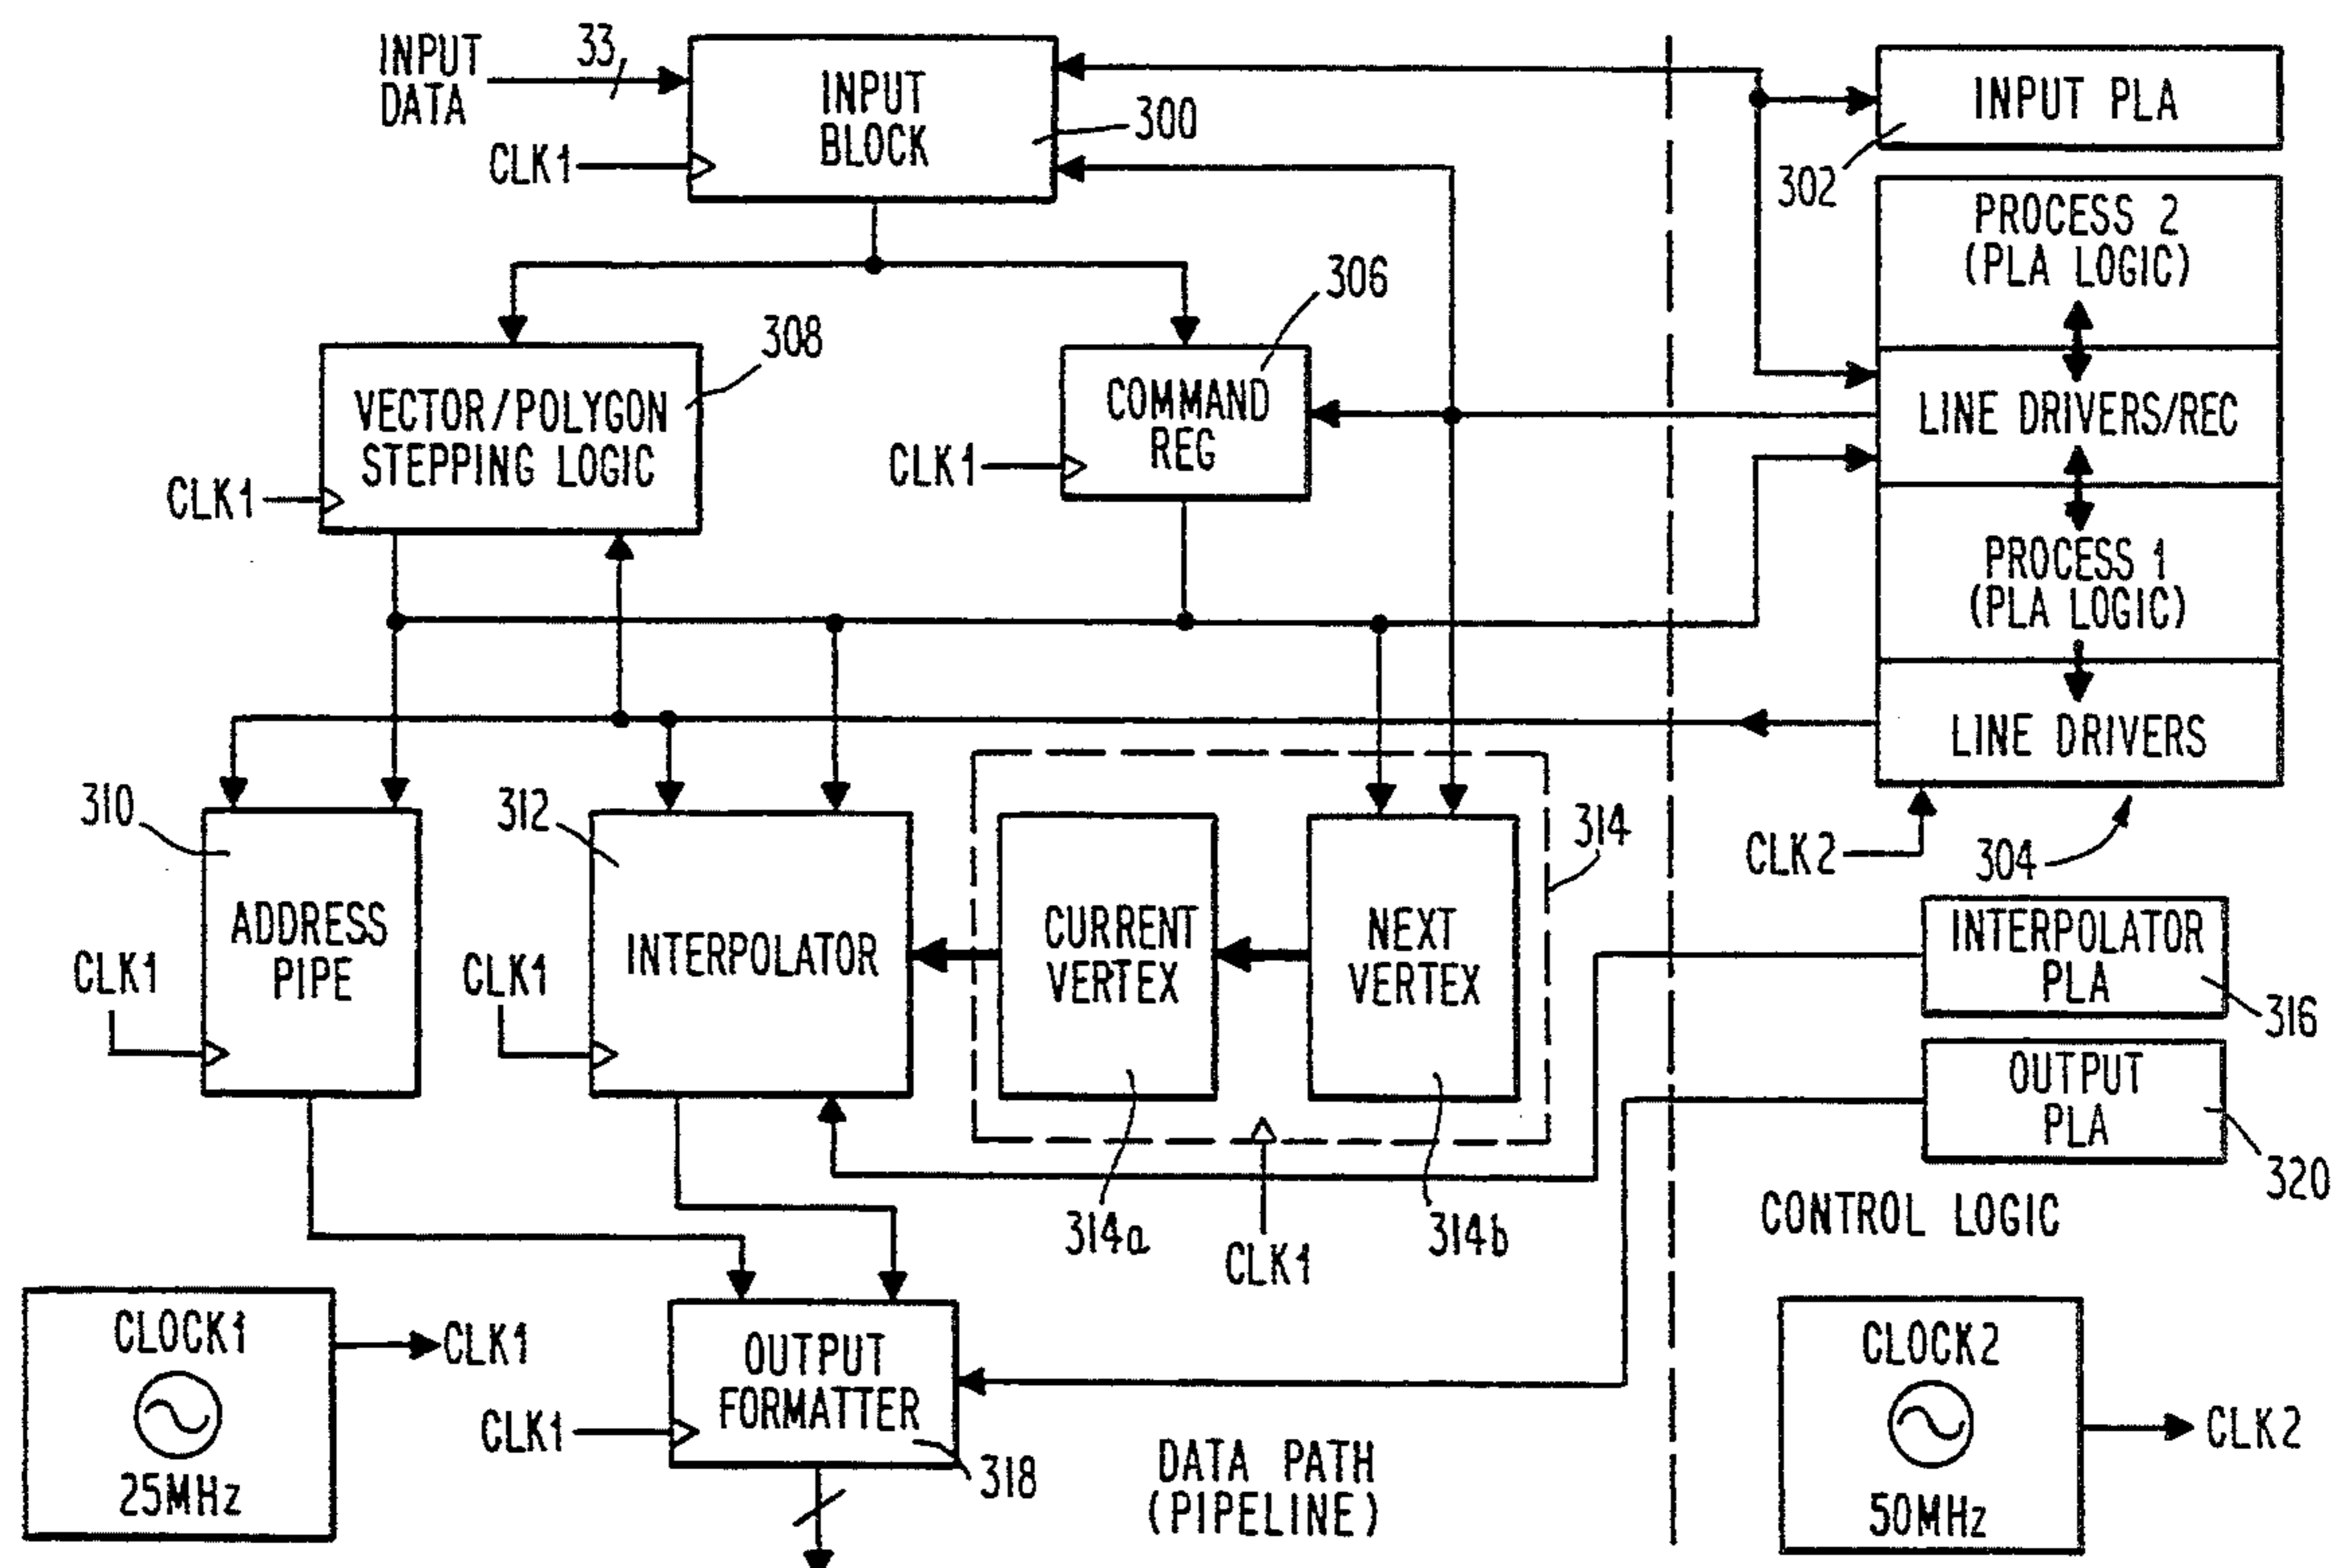 INPUT
DATA
33
INPUT
BLOCK
300
CLK1
INPUT PLA
302
PROCESS 2
(PLA LOGIC)
LINE DRIVERS/REC
PROCESS 1
(PLA LOGIC)
LINE DRIVERS
CLK2
304
308
VECTOR/POLYGON
STEPPING LOGIC
CLK1
306
COMMAND
REG
CLK1
310
ADDRESS
PIPE
CLK1
312
INTERPOLATOR
CLK1
314
CURRENT
VERTEX
NEXT
VERTEX
314a
314b
CLK1
INTERPOLATOR
PLA
316
OUTPUT
PLA
320
CONTROL LOGIC
CLOCK1
25MHz
CLK1
OUTPUT
FORMATTER
CLK1
318
DATA PATH
(PIPELINE)
CLOCK2
50MHz
CLK2